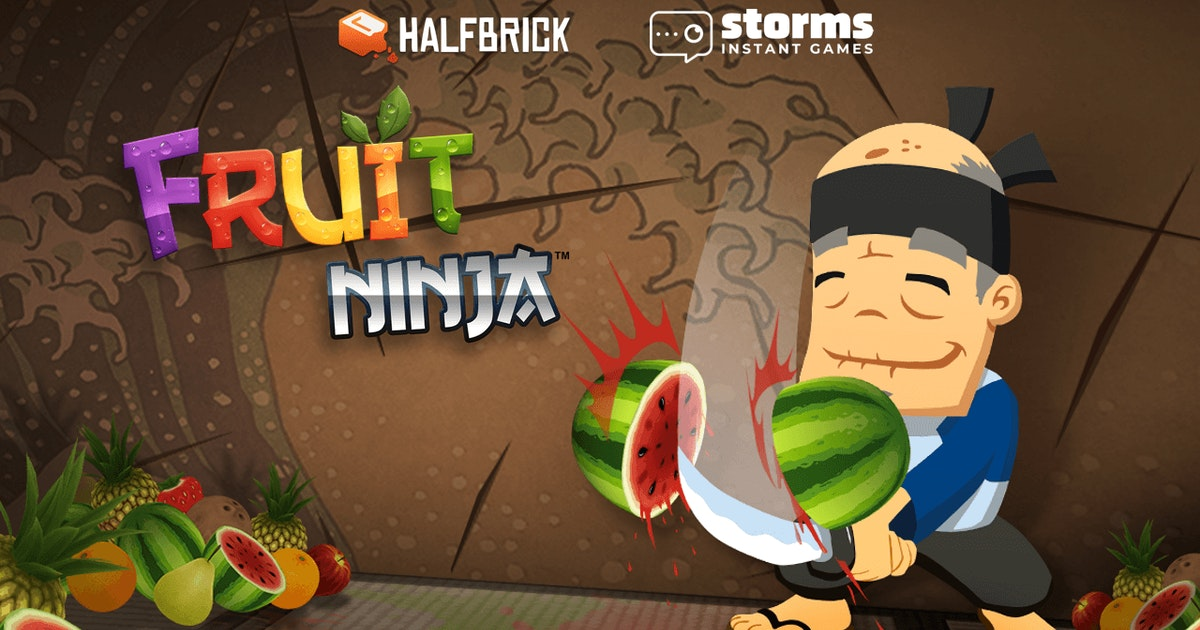 HALFBRICK
storms
INSTANT GAMES
FRUIT
NINJA™